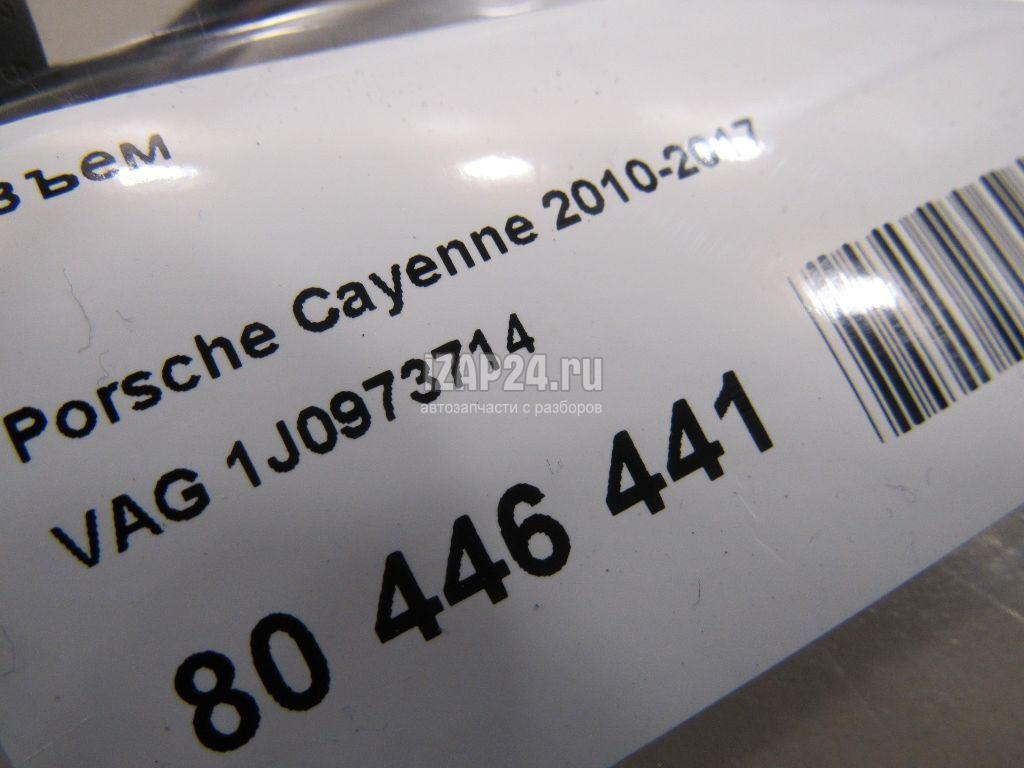 зъем
Porsche Cayenne 2010-2017
VAG 1J0973714
iZAP24.ru
автозапчасти с разборов
80 446 441